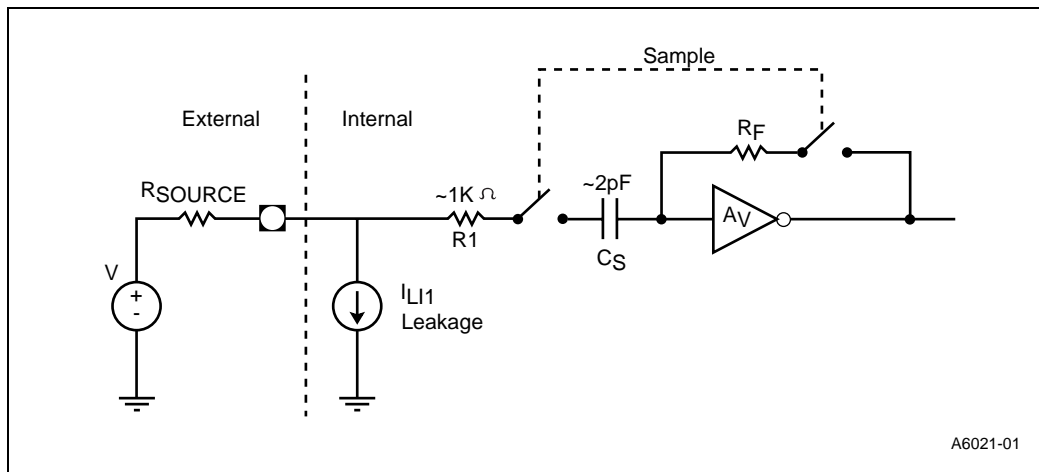 Sample
External
Internal
RF
RSOURCE
~1K Ω
~2pF
AV
R1
CS
V
+
-
ILI1
Leakage
A6021-01